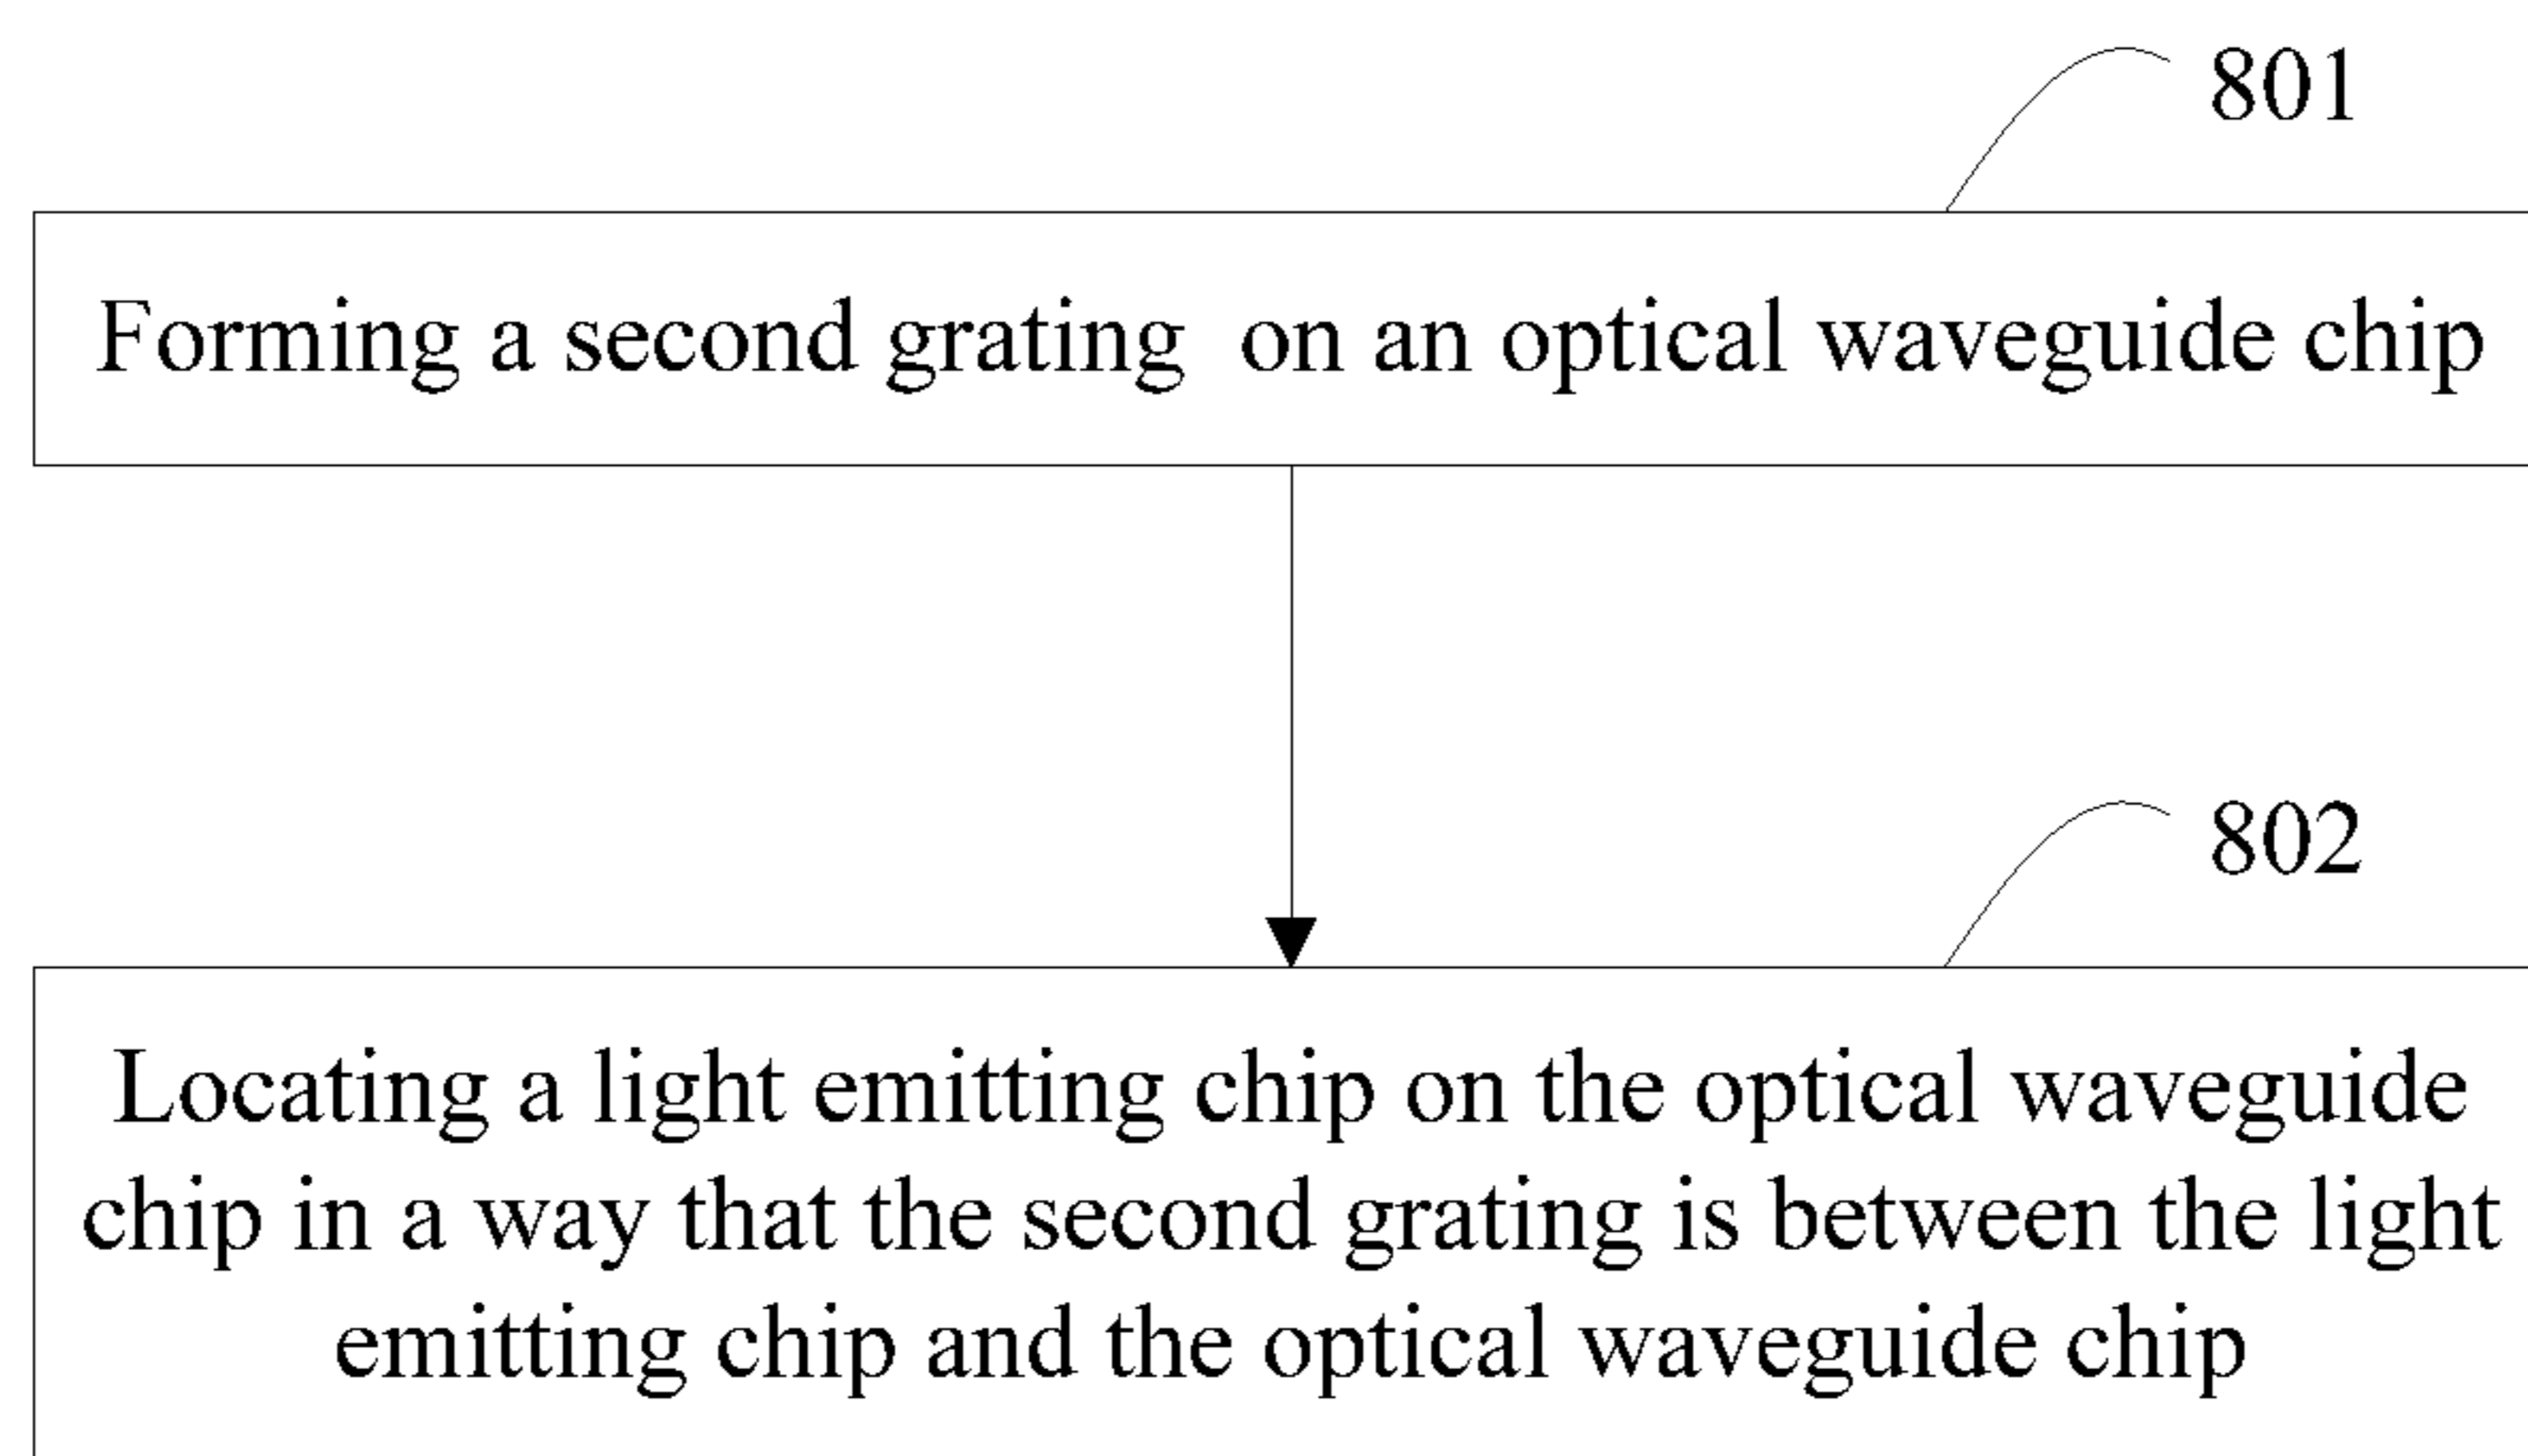 801
Forming a second grating  on an optical waveguide chip
802
Locating a light emitting chip on the optical waveguide
chip in a way that the second grating is between the light
emitting chip and the optical waveguide chip